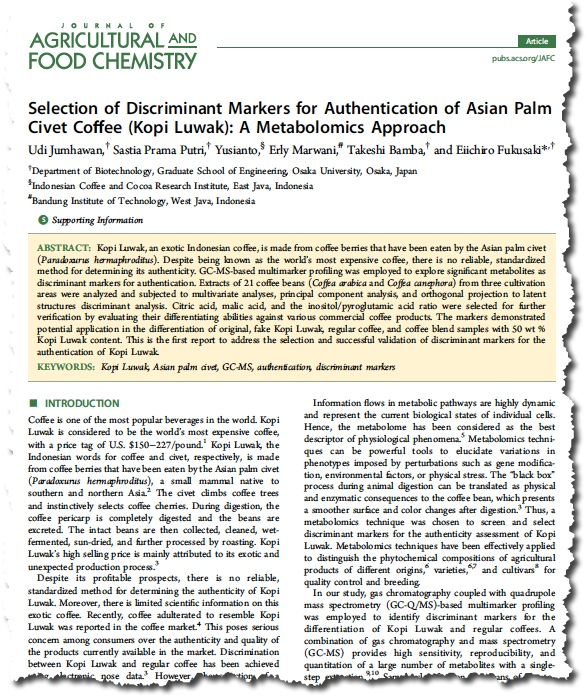 JOURNAL OF
AGRICULTURAL AND
FOOD CHEMISTRY
Article
pubs.acs.org/JAFC
Selection of Discriminant Markers for Authentication of Asian Palm
Civet Coffee (Kopi Luwak): A Metabolomics Approach
Udi Jumhawan,† Sastia Prama Putri,† Yusianto,§ Erly Marwani,# Takeshi Bamba,† and Eiichiro Fukusaki*,†
†Department of Biotechnology, Graduate School of Engineering, Osaka University, Osaka, Japan
§Indonesian Coffee and Cocoa Research Institute, East Java, Indonesia
#Bandung Institute of Technology, West Java, Indonesia
S Supporting Information
ABSTRACT: Kopi Luwak, an exotic Indonesian coffee, is made from coffee berries that have been eaten by the Asian palm civet
(Paradoxurus hermaphroditus). Despite being known as the world's most expensive coffee, there is no reliable, standardized
method for determining its authenticity. GC-MS-based multimarker profiling was employed to explore significant metabolites as
discriminant markers for authentication. Extracts of 21 coffee beans (Coffea arabica and Coffea canephora) from three cultivation
areas were analyzed and subjected to multivariate analyses, principal component analysis, and orthogonal projection to latent
structures discriminant analysis. Citric acid, malic acid, and the inositol/pyroglutamic acid ratio were selected for further
verification by evaluating their differentiating abilities against various commercial coffee products. The markers demonstrated
potential application in the differentiation of original, fake Kopi Luwak, regular coffee, and coffee blend samples with 50 wt %
Kopi Luwak content. This is the first report to address the selection and successful validation of discriminant markers for the
authentication of Kopi Luwak.
KEYWORDS: Kopi Luwak, Asian palm civet, GC-MS, authentication, discriminant markers
■ INTRODUCTION
Coffee is one of the most popular beverages in the world. Kopi
Luwak is considered to be the world's most expensive coffee,
with a price tag of U.S. $150−227/pound.1 Kopi Luwak, the
Indonesian words for coffee and civet, respectively, is made
from coffee berries that have been eaten by the Asian palm civet
(Paradoxurus hermaphroditus), a small mammal native to
southern and northern Asia.2 The civet climbs coffee trees
and instinctively selects coffee cherries. During digestion, the
coffee pericarp is completely digested and the beans are
excreted. The intact beans are then collected, cleaned, wet-
fermented, sun-dried, and further processed by roasting. Kopi
Luwak's high selling price is mainly attributed to its exotic and
unexpected production process.3
Despite its profitable prospects, there is no reliable,
standardized method for determining the authenticity of Kopi
Luwak. Moreover, there is limited scientific information on this
exotic coffee. Recently, coffee adulterated to resemble Kopi
Luwak was reported in the coffee market.4 This poses serious
concern among consumers over the authenticity and quality of
the products currently available in the market. Discrimination
between Kopi Luwak and regular coffee has been achieved
electronic nose data.3 However,
Information flows in metabolic pathways are highly dynamic
and represent the current biological states of individual cells.
Hence, the metabolome has been considered as the best
descriptor of physiological phenomena.5 Metabolomics techni-
ques can be powerful tools to elucidate variations in
phenotypes imposed by perturbations such as gene modifica-
tion, environmental factors, or physical stress. The "black box"
process during animal digestion can be translated as physical
and enzymatic consequences to the coffee bean, which presents
a smoother surface and color changes after digestion.3 Thus, a
metabolomics technique was chosen to screen and select
discriminant markers for the authenticity assessment of Kopi
Luwak. Metabolomics techniques have been effectively applied
to distinguish the phytochemical compositions of agricultural
products of different origins,6 varieties,6,7 and cultivars8 for
quality control and breeding.
In our study, gas chromatography coupled with quadrupole
mass spectrometry (GC-Q/MS)-based multimarker profiling
was employed to identify discriminant markers for the
differentiation of Kopi Luwak and regular coffees. A
combination of gas chromatography and mass spectrometry
(GC-MS) provides high sensitivity, reproducibility, and
quantitation of a large number of metabolites with a single-
step